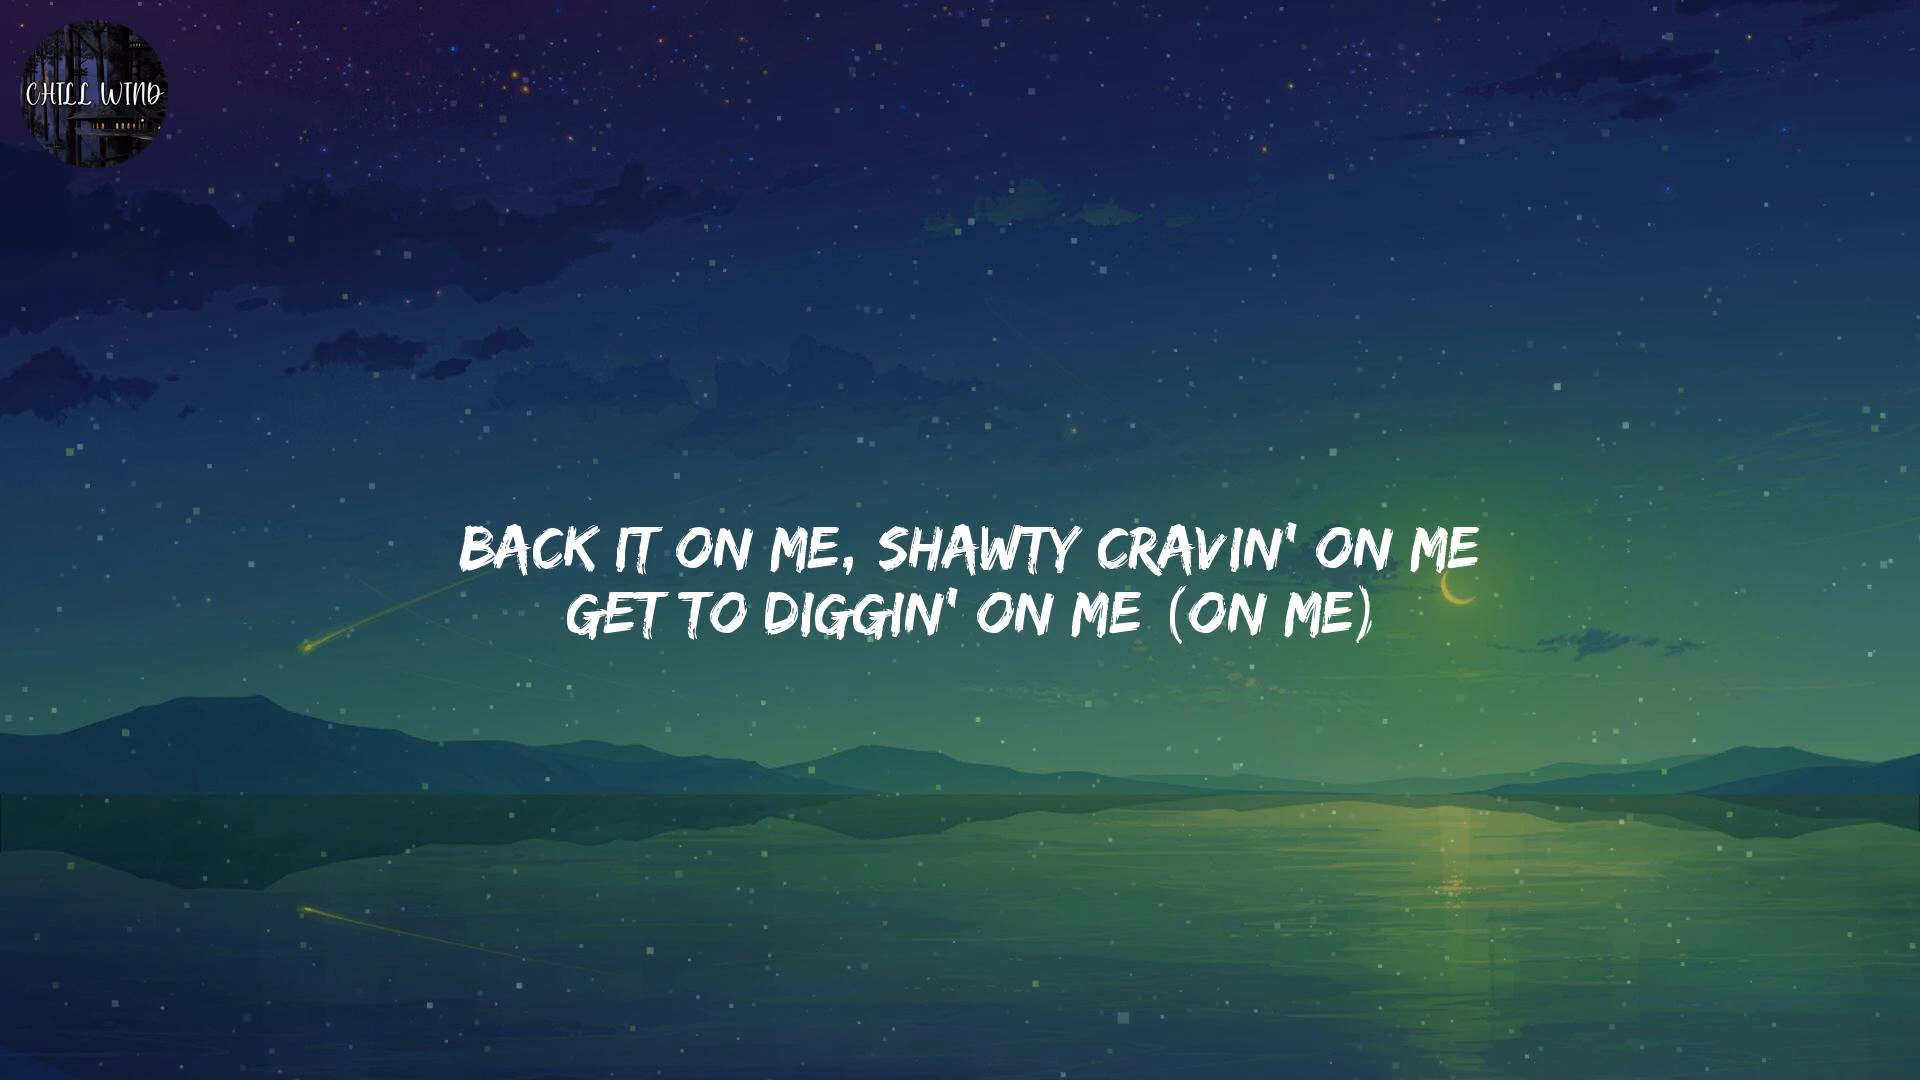 CHILL WIND
BACK IT ON ME, SHAWTY CRAVIN' ON ME
GET TO DIGGIN' ON ME (ON ME)